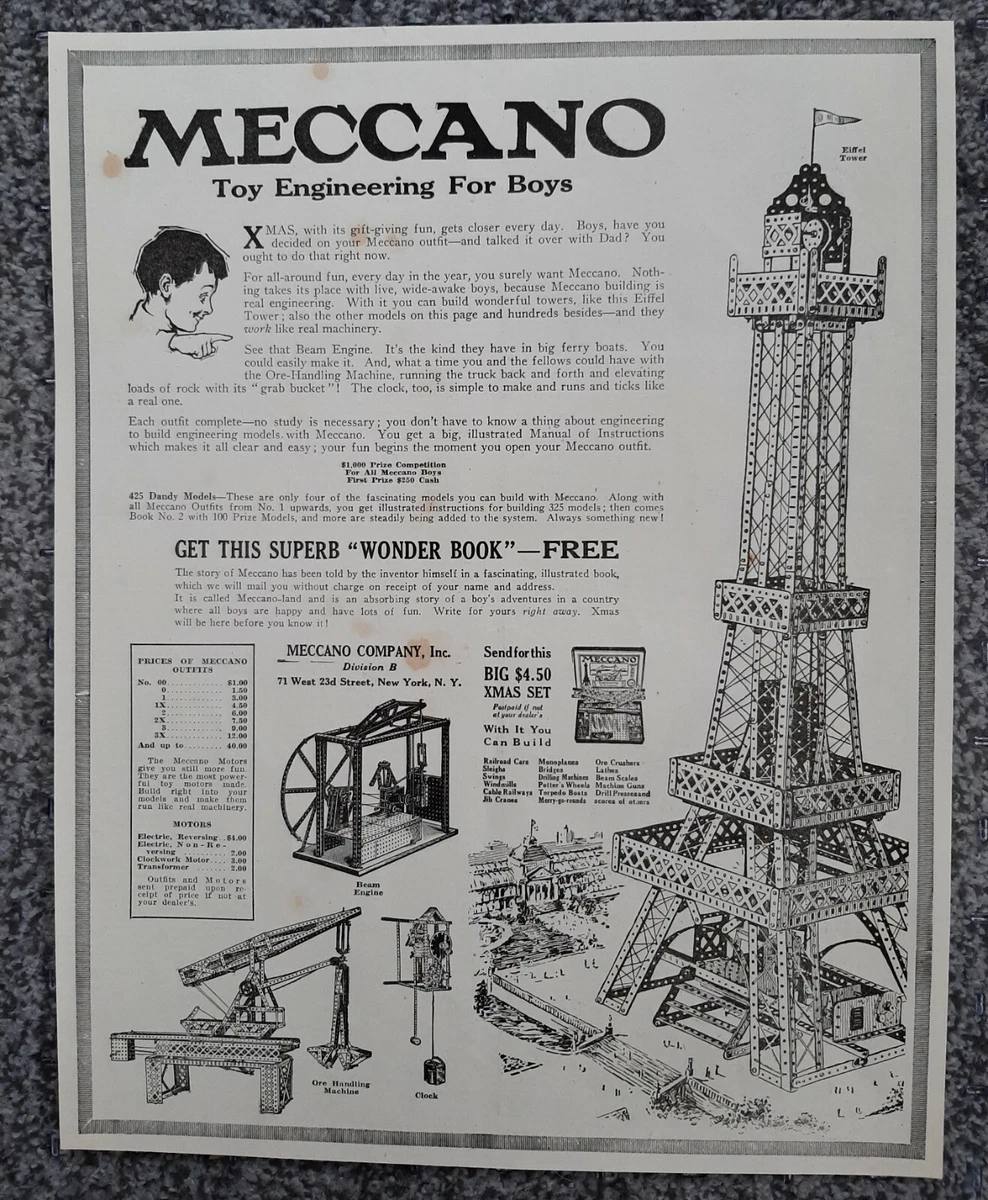 MECCANO
Toy Engineering For Boys
Eiffel
Tower
XMAS, with its gift-giving fun, gets closer every day. Boys, have you
decided on your Meccano outfit—and talked it over with Dad? You
ought to do that right now.
For all-around fun, every day in the year, you surely want Meccano. Noth-
ing takes its place with live, wide-awake boys, because Meccano building is
real engineering. With it you can build wonderful towers, like this Eiffel
Tower; also the other models on this page and hundreds besides—and they
work like real machinery.
See that Beam Engine. It's the kind they have in big ferry boats. You
could easily make it. And, what a time you and the fellows could have with
the Ore-Handling Machine, running the truck back and forth and elevating
loads of rock with its "grab bucket"! The clock, too, is simple to make and runs and ticks like
a real one.
Each outfit complete—no study is necessary; you don't have to know a thing about engineering
to build engineering models with Meccano. You get a big, illustrated Manual of Instructions
which makes it all clear and easy; your fun begins the moment you open your Meccano outfit.
$1,000 Prize Competition
For All Meccano Boys
First Prize $250 Cash
425 Dandy Models—These are only four of the fascinating models you can build with Meccano. Along with
all Meccano Outfits from No. 1 upwards, you get illustrated instructions for building 325 models; then comes
Book No. 2 with 100 Prize Models, and more are steadily being added to the system. Always something new!
GET THIS SUPERB "WONDER BOOK"—FREE
The story of Meccano has been told by the inventor himself in a fascinating, illustrated book,
which we will mail you without charge on receipt of your name and address.
It is called Meccano-land and is an absorbing story of a boy's adventures in a country
where all boys are happy and have lots of fun. Write for yours right away. Xmas
will be here before you know it!
PRICES OF MECCANO
OUTFITS
No. 00 ............ $1.00
0 ............ 1.50
1 ............ 3.00
1X ............ 4.50
2 ............ 6.00
2X ............ 7.50
3 ............ 9.00
3X ............ 12.00
And up to ........ 40.00
The Meccano Motors
give you still more fun.
They are the most power-
ful toy motors made.
Build right into your
models and make them
run like real machinery.
MOTORS
Electric, Reversing..$4.00
Electric, Non-Re-
versing ......... 2.00
Clockwork Motor.... 3.00
Transformer ....... 2.00
Outfits and Motors
sent prepaid upon re-
ceipt of price if not at
your dealer's.
MECCANO COMPANY, Inc.
Division B
71 West 23d Street, New York, N. Y.
Send for this
BIG $4.50
XMAS SET
Postpaid if not
at your dealer's
With It You
Can Build
MECCANO
Railroad Cars Monoplanes Ore Crushers
Sleighs Bridges Lathes
Swings Drilling Machines Beam Scales
Windmills Potter's Wheels Machine Guns
Cable Railways Torpedo Boats Drill Presses and
Jib Cranes Merry-go-rounds scores of others
Beam
Engine
Ore Handling
Machine
Clock